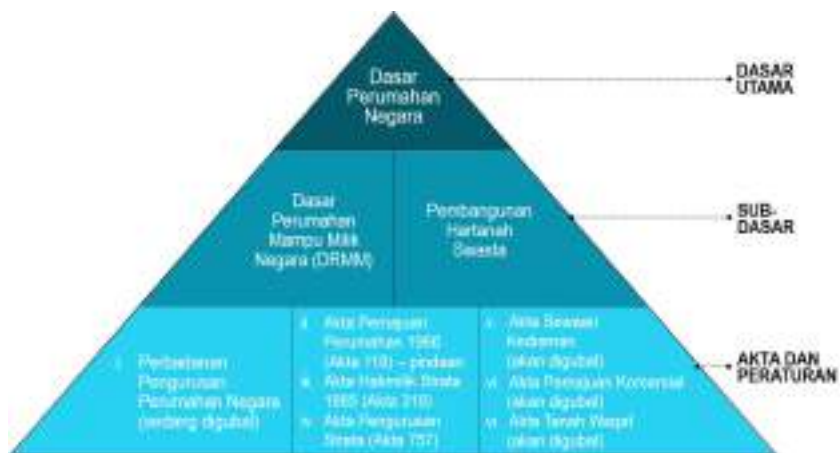 Dasar
Perumahan
Negara
DASAR
UTAMA
Dasar
Perumahan
Mampu Milik
Negara (DRMM)
Pembangunan
Hartanah
Swasta
SUB-
DASAR
i Perbadanan
Pengurusan
Perumahan Negara
(sedang digubal)
ii Akta Pemajuan
Perumahan 1966
(Akta 118) – pindaan
iii Akta Hakmilik Strata
1985 (Akta 318)
iv Akta Pengurusan
Strata (Akta 757)
v Akta Sewaan
Kediaman
(akan digubal)
vi Akta Pemajuan Komersial
(akan digubal)
Akta Tanah Waqaf
(akan digubal)
AKTA DAN
PERATURAN